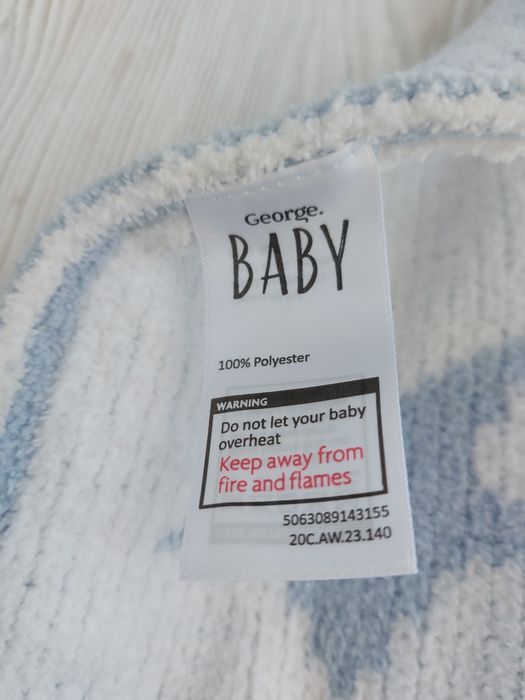 George.
BABY
100% Polyester
WARNING
Do not let your baby
overheat
Keep away from
fire and flames
5063089143155
20C.AW.23.140